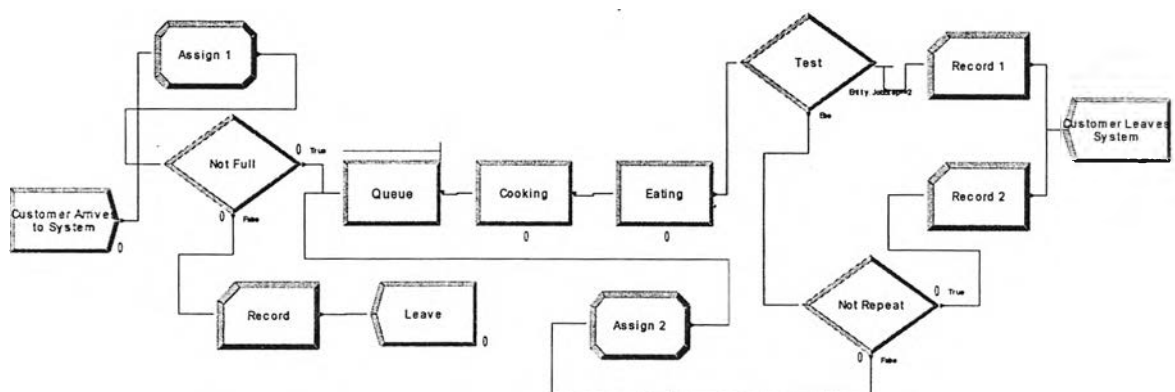 Assign 1
Test
Record 1
Else
Customer Leaves
System
0 True
Not Full
Queue
Cooking
Eating
Record 2
Customer Arrives
to System
0
0
False
0
0
0 True
Record
Leave
0
Assign 2
Not Repeat
0
False